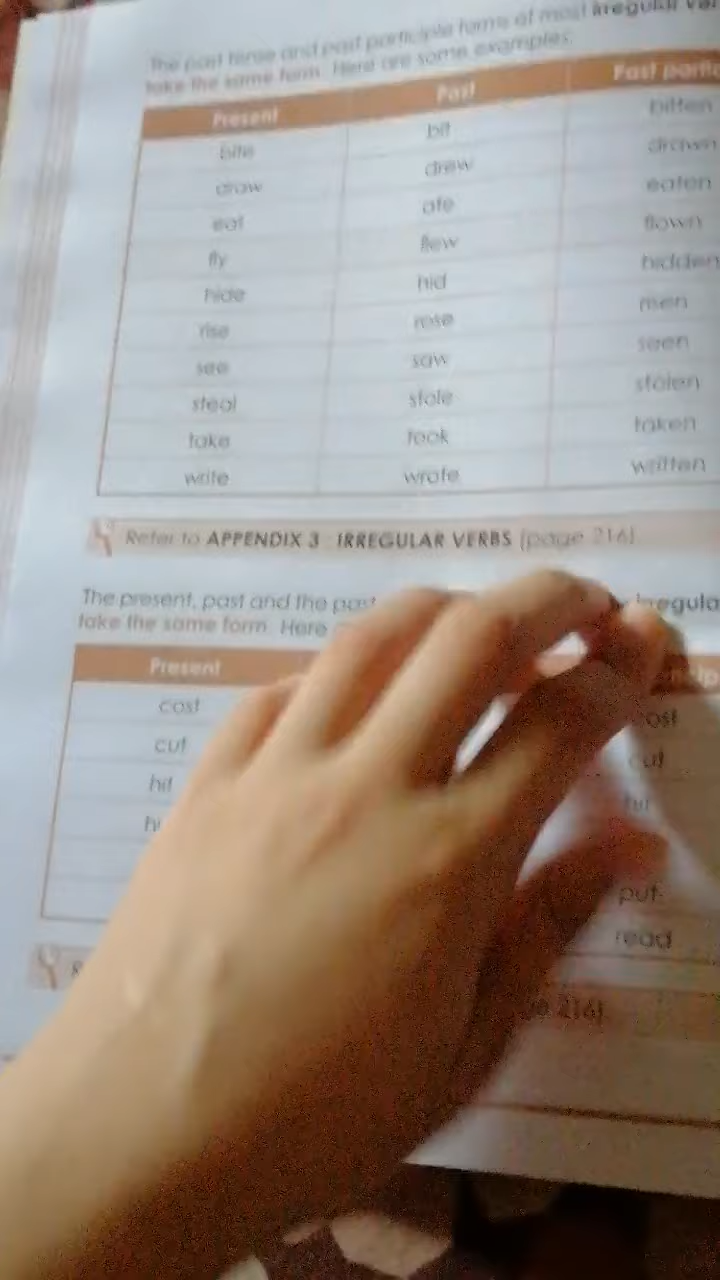 The past tense and past participle forms of most irregular
take the same form. Here are some examples.
Present Past Past
bite bit bitten
draw drew drawn
eat ate eaten
fly flew flown
hide hid hidden
rise rose risen
see saw seen
steal stole stolen
take took taken
write wrote written
Refer to APPENDIX 3 : IRREGULAR VERBS (page 216).
The present, past and the past
take the same form. Here
Present
cost
cut cut
hit hit
put
read
216).